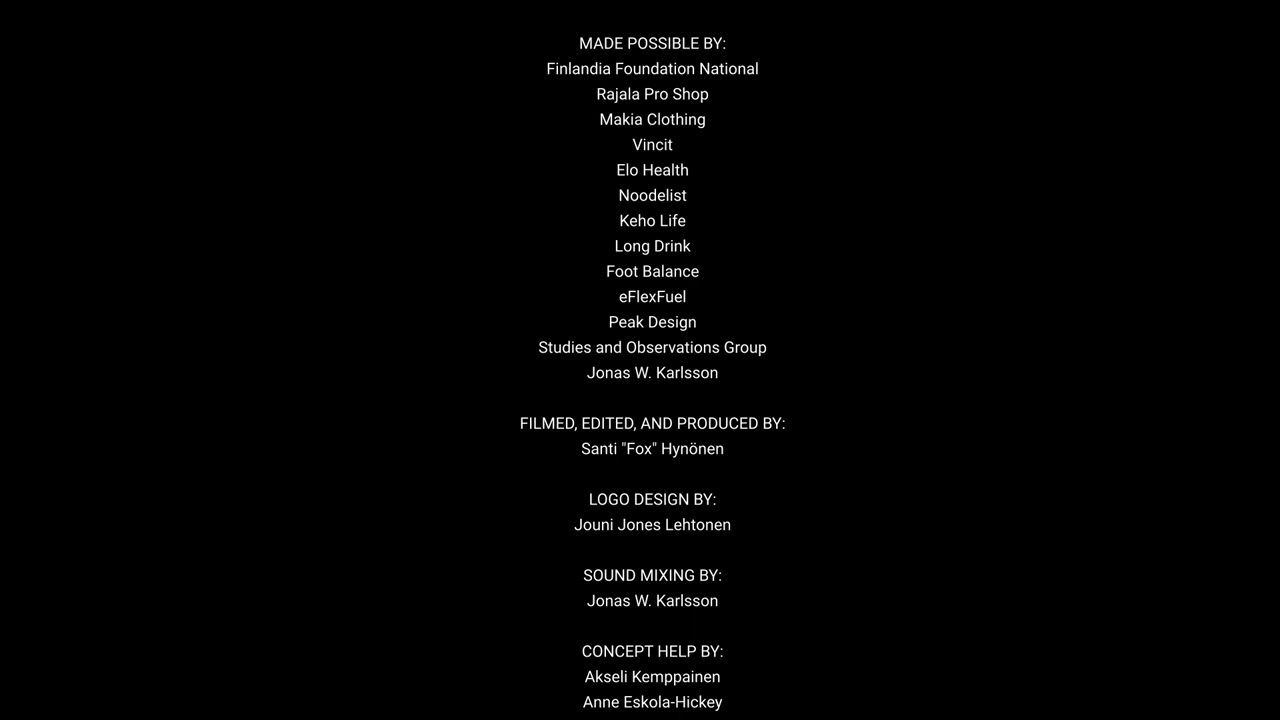 MADE POSSIBLE BY:
Finlandia Foundation National
Rajala Pro Shop
Makia Clothing
Vincit
Elo Health
Noodelist
Keho Life
Long Drink
Foot Balance
eFlexFuel
Peak Design
Studies and Observations Group
Jonas W. Karlsson
FILMED, EDITED, AND PRODUCED BY:
Santi "Fox" Hynönen
LOGO DESIGN BY:
Jouni Jones Lehtonen
SOUND MIXING BY:
Jonas W. Karlsson
CONCEPT HELP BY:
Akseli Kemppainen
Anne Eskola-Hickey